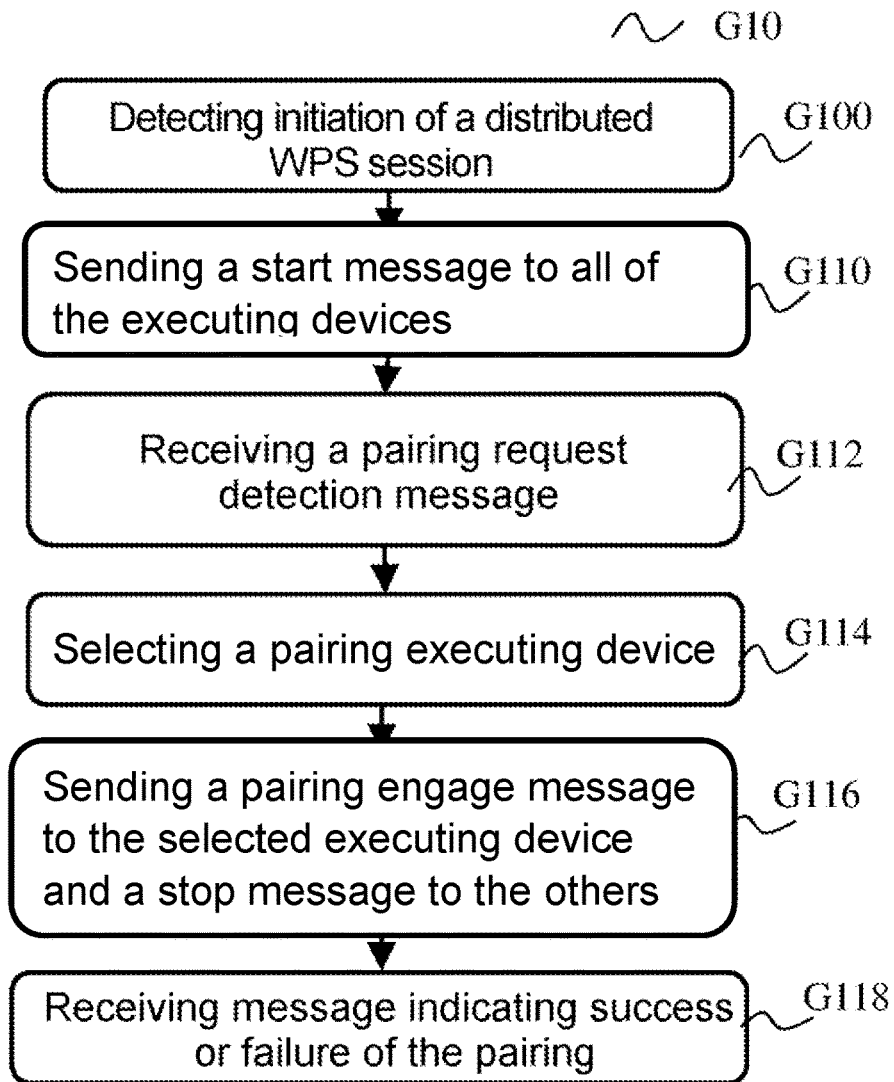 G10
Detecting initiation of a distributed
WPS session
G100
Sending a start message to all of
the executing devices
G110
Receiving a pairing request
detection message
G112
Selecting a pairing executing device
G114
Sending a pairing engage message
to the selected executing device
and a stop message to the others
G116
Receiving message indicating success
or failure of the pairing
G118